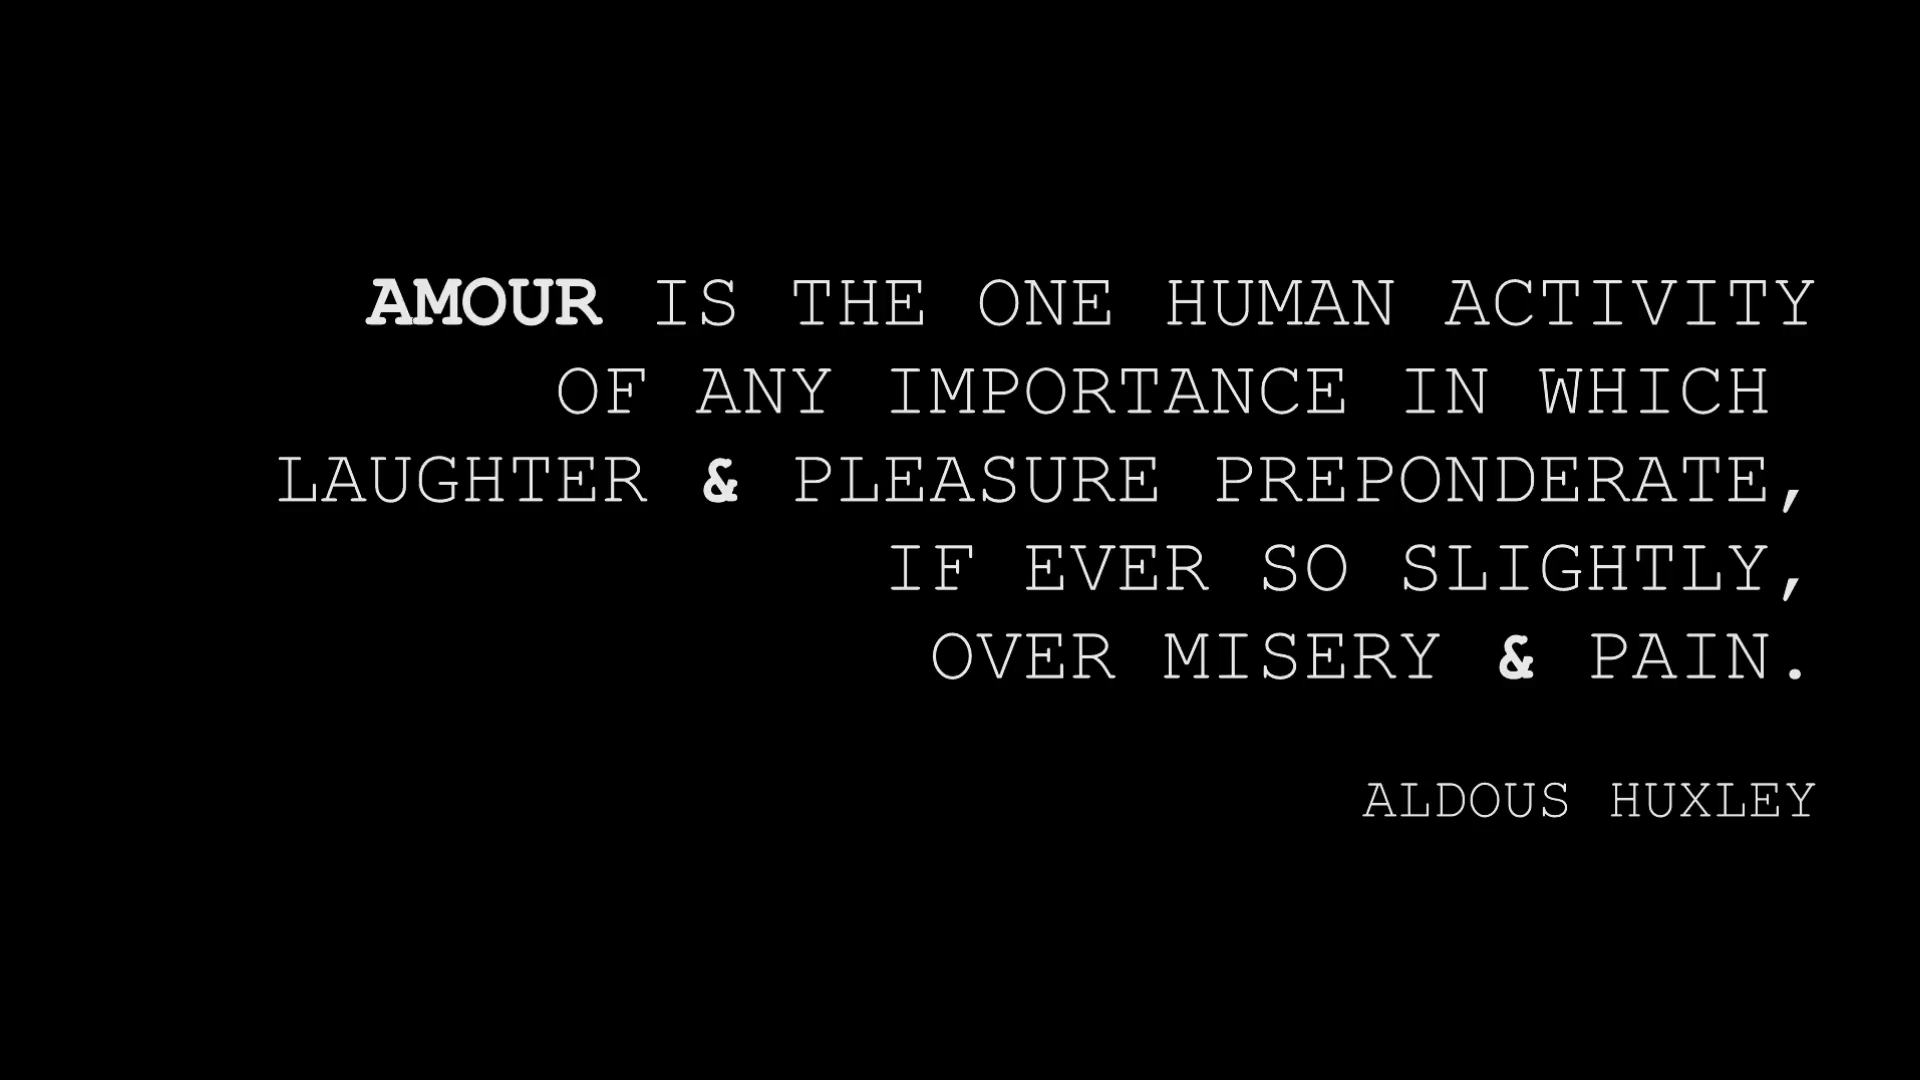 AMOUR IS THE ONE HUMAN ACTIVITY
OF ANY IMPORTANCE IN WHICH
LAUGHTER & PLEASURE PREPONDERATE,
IF EVER SO SLIGHTLY,
OVER MISERY & PAIN.
ALDOUS HUXLEY